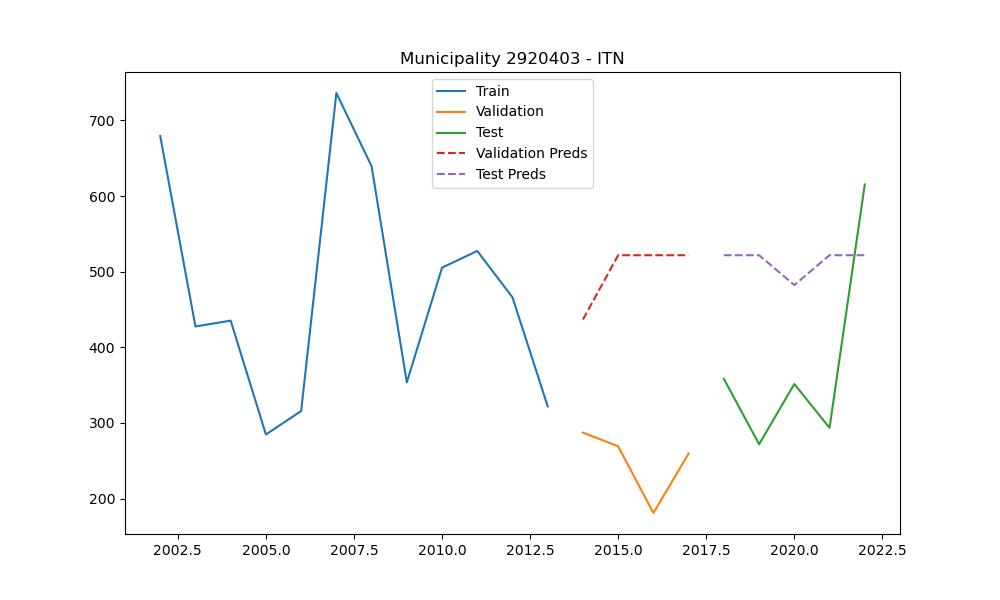 Municipality 2920403 - ITN
Train
Validation
Test
Validation Preds
Test Preds
700
600
500
400
300
200
2002.5 2005.0 2007.5 2010.0 2012.5 2015.0 2017.5 2020.0 2022.5